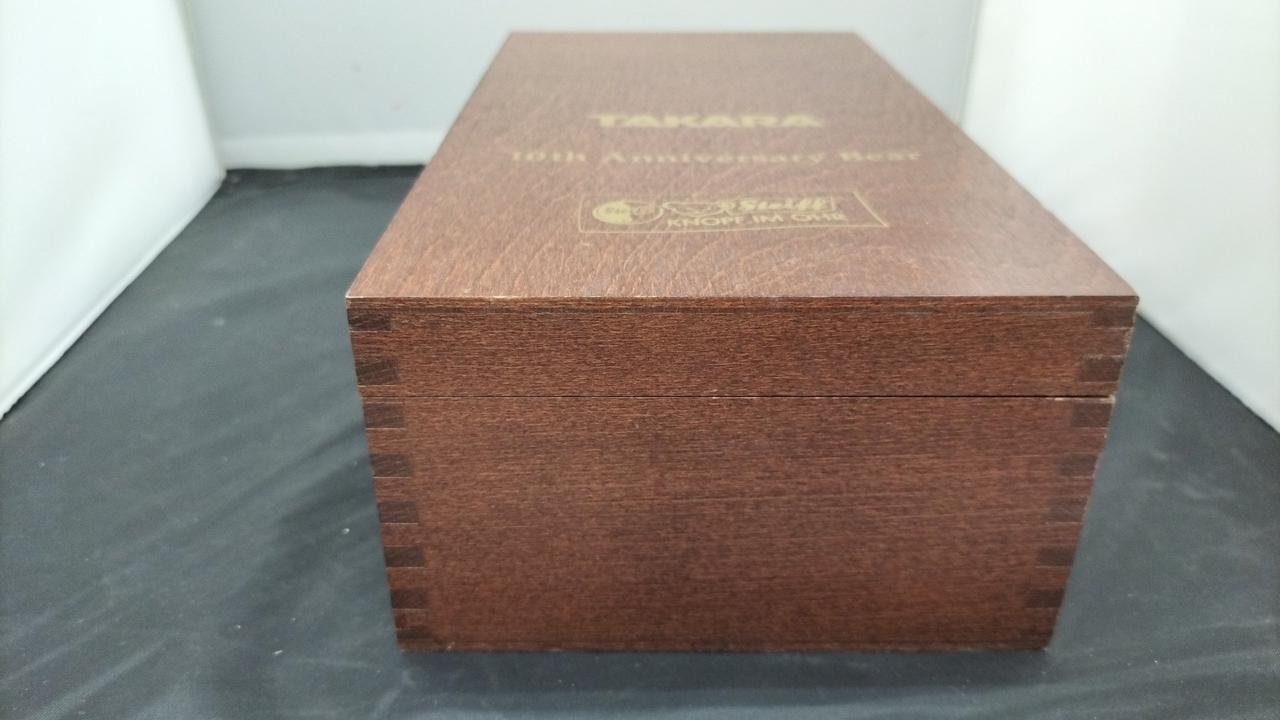 TAKARA
10th Anniversary Bear
Steiff
KNOPF IM OHR